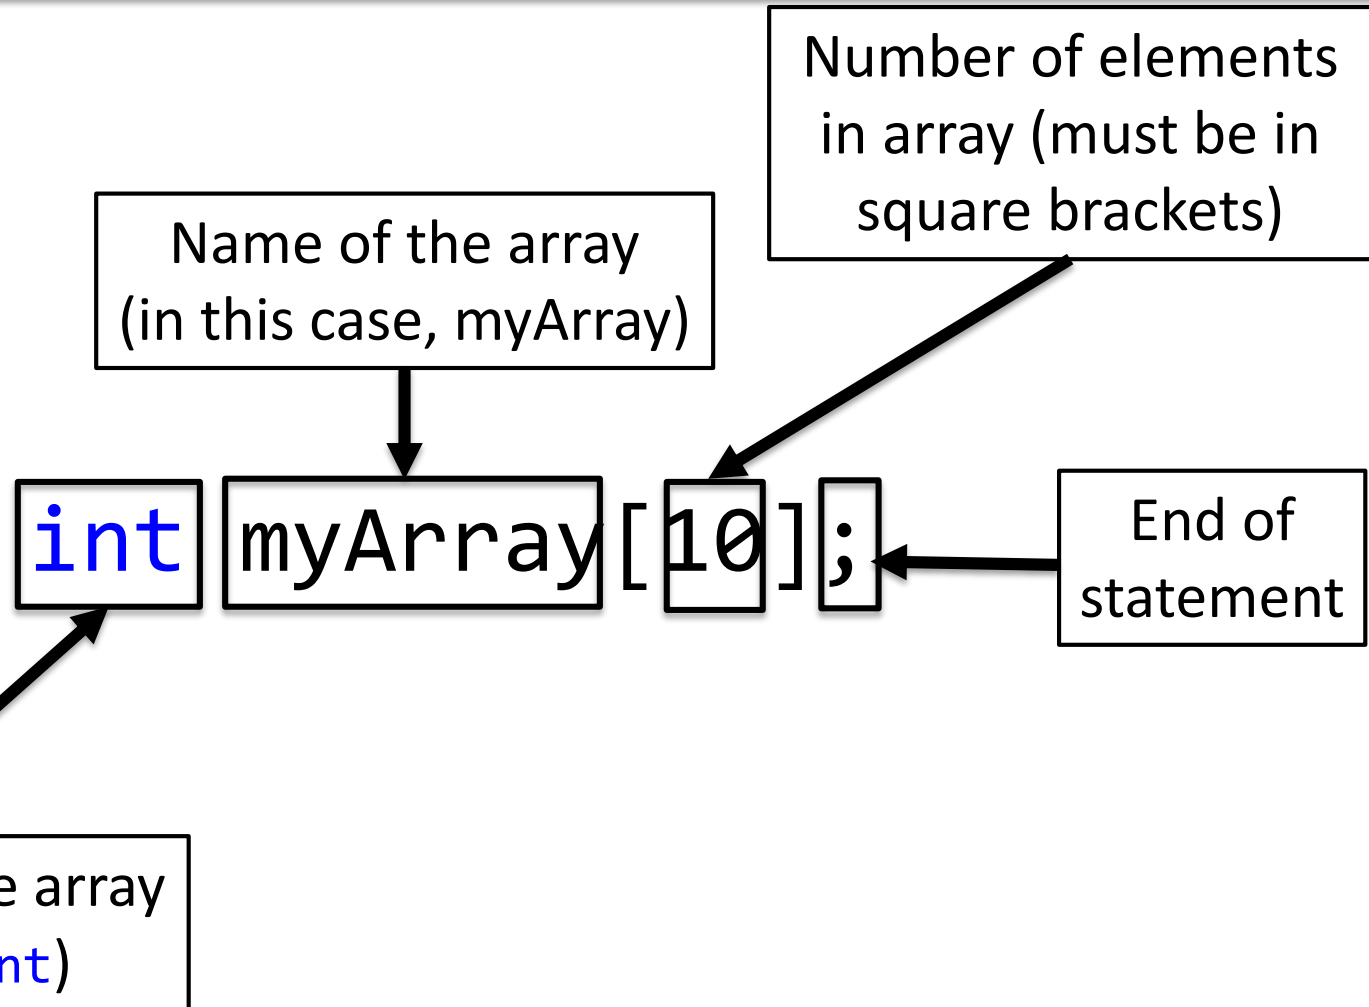 Number of elements
in array (must be in
square brackets)
Name of the array
(in this case, myArray)
int myArray[10];
End of
statement
array